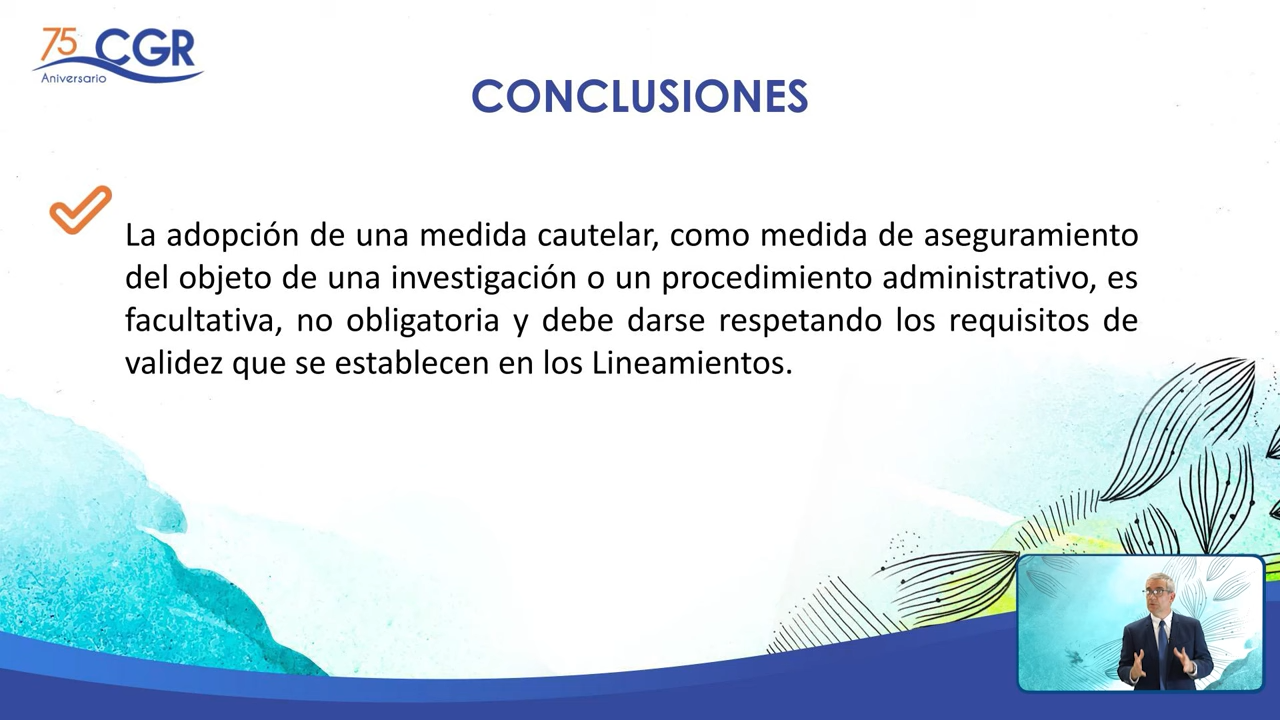 75 CGR
Aniversario
CONCLUSIONES
La adopción de una medida cautelar, como medida de aseguramiento
del objeto de una investigación o un procedimiento administrativo, es
facultativa, no obligatoria y debe darse respetando los requisitos de
validez que se establecen en los Lineamientos.